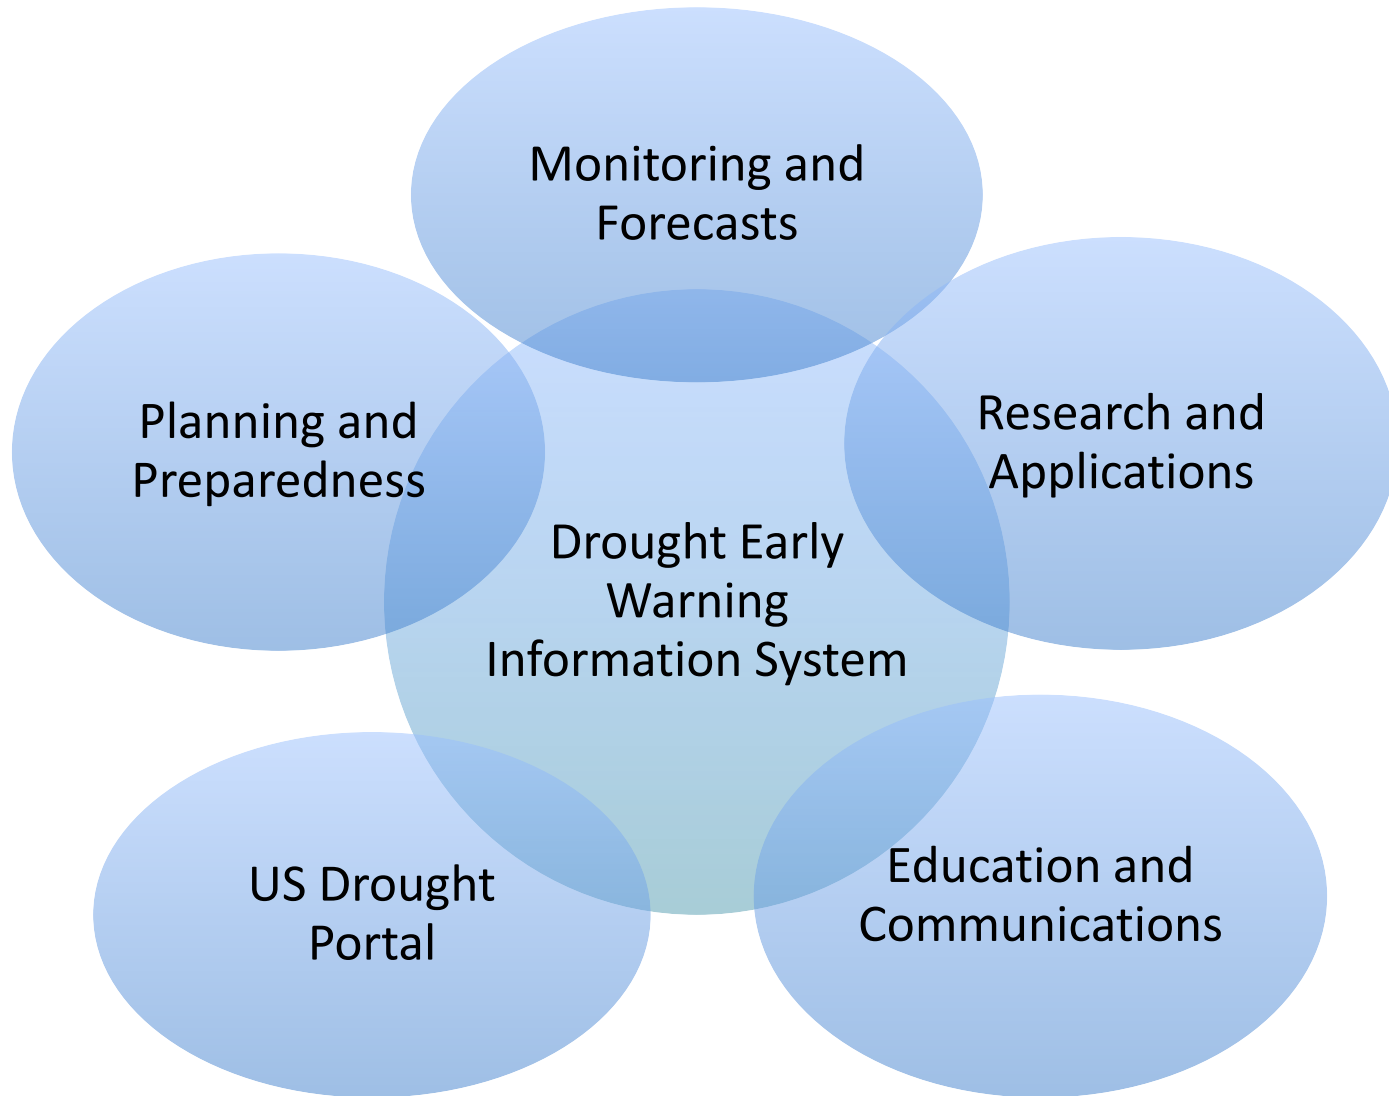 Monitoring and
Forecasts
Planning and
Preparedness
Research and
Applications
Drought Early
Warning
Information System
US Drought
Portal
Education and
Communications